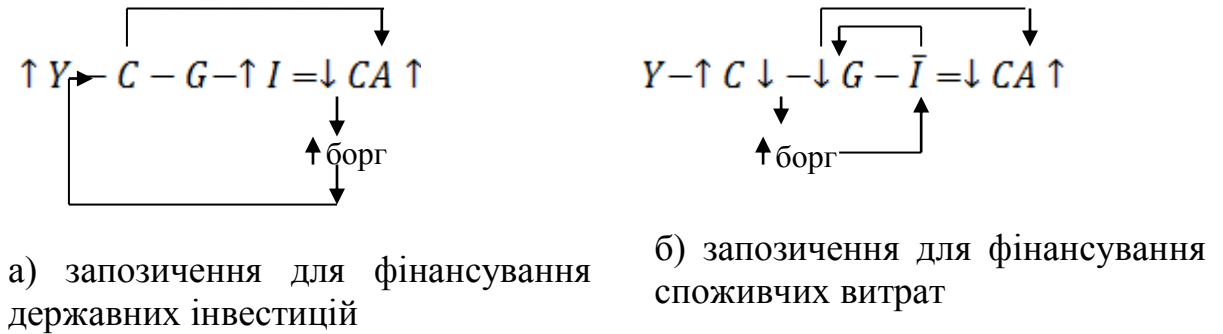 ↑ Y − C − G −↑ I =↓ CA ↑
↑ борг
а) запозичення для фінансування
державних інвестицій
Y −↑ C ↓ −↓ G − Ī =↓ CA ↑
↑ борг
б) запозичення для фінансування
споживчих витрат